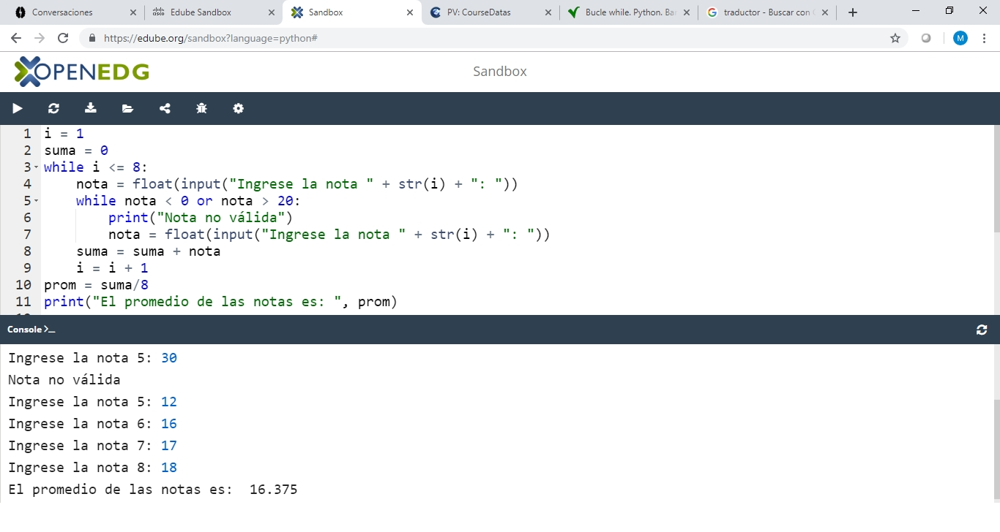 Conversaciones
Edube Sandbox
Sandbox
PV: CourseDatas
Bucle while. Python. Ba
traductor - Buscar con
https://edube.org/sandbox?language=python#
M
OPENEDG
Sandbox
1 i = 1
2 suma = 0
3 while i <= 8:
4 nota = float(input("Ingrese la nota " + str(i) + ": "))
5 while nota < 0 or nota > 20:
6 print("Nota no válida")
7 nota = float(input("Ingrese la nota " + str(i) + ": "))
8 suma = suma + nota
9 i = i + 1
10 prom = suma/8
11 print("El promedio de las notas es: ", prom)
Console >_
Ingrese la nota 5: 30
Nota no válida
Ingrese la nota 5: 12
Ingrese la nota 6: 16
Ingrese la nota 7: 17
Ingrese la nota 8: 18
El promedio de las notas es:  16.375